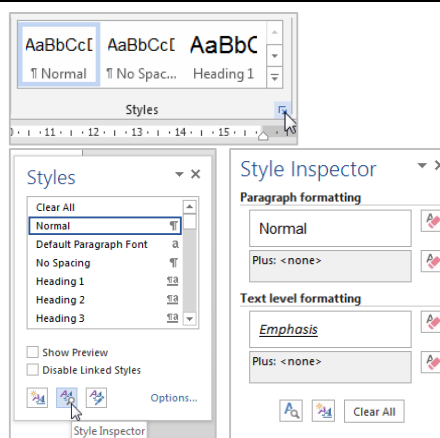 AaBbCcD AaBbCcD AaBbC
¶ Normal ¶ No Spac... Heading 1
Styles
· 11 · 12 · 13 · 14 · 15 ·
Styles
Clear All
Normal ¶
Default Paragraph Font a
No Spacing ¶
Heading 1 ¶a
Heading 2 ¶a
Heading 3 ¶a
Show Preview
Disable Linked Styles
Options...
Style Inspector
Style Inspector
Paragraph formatting
Normal
Plus: <none>
Text level formatting
Emphasis
Plus: <none>
Clear All